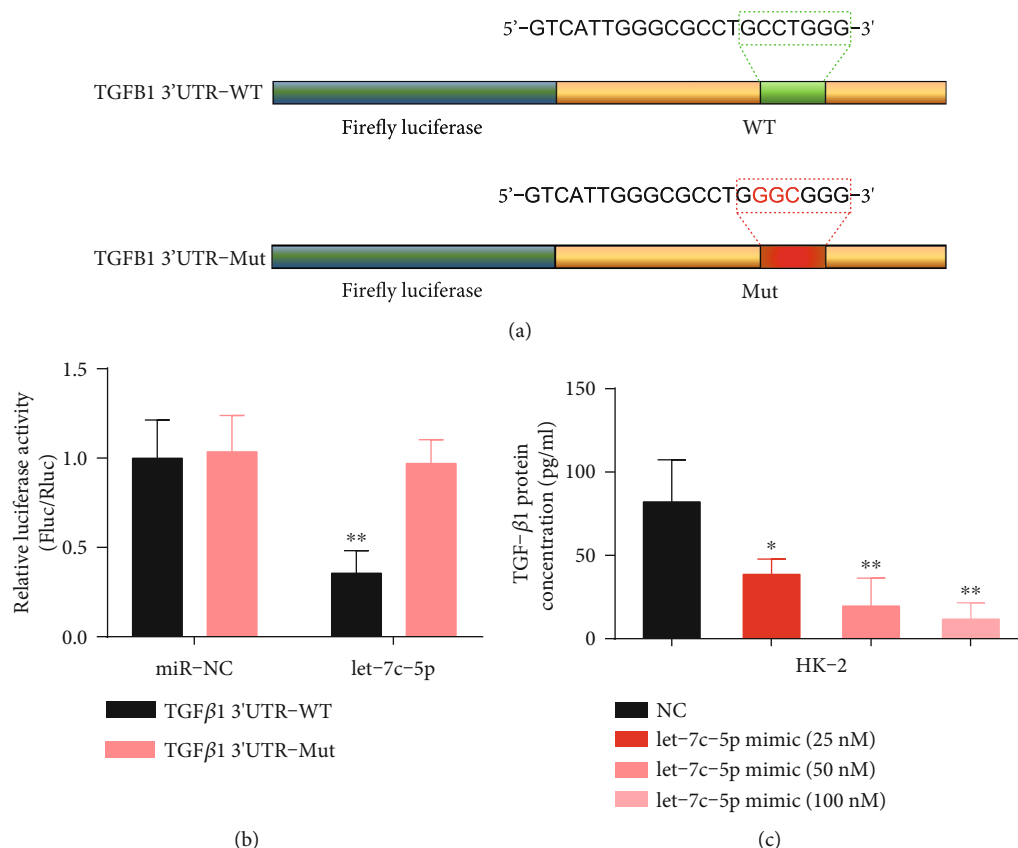 5'-GTCATTGGGCGCCTGCCTGGG-3'
TGFB1 3'UTR-WT
Firefly luciferase
WT
5'-GTCATTGGGCGCCTGGGCGGG-3'
TGFB1 3'UTR-Mut
Firefly luciferase
Mut
(a)
Relative luciferase activity
(Fluc/Rluc)
1.5
1.0
0.5
0.0
**
miR-NC
let-7c-5p
TGFβ1 3'UTR-WT
TGFβ1 3'UTR-Mut
(b)
TGF-β1 protein
concentration (pg/ml)
150
100
50
0
*
**
**
HK-2
NC
let-7c-5p mimic (25 nM)
let-7c-5p mimic (50 nM)
let-7c-5p mimic (100 nM)
(c)